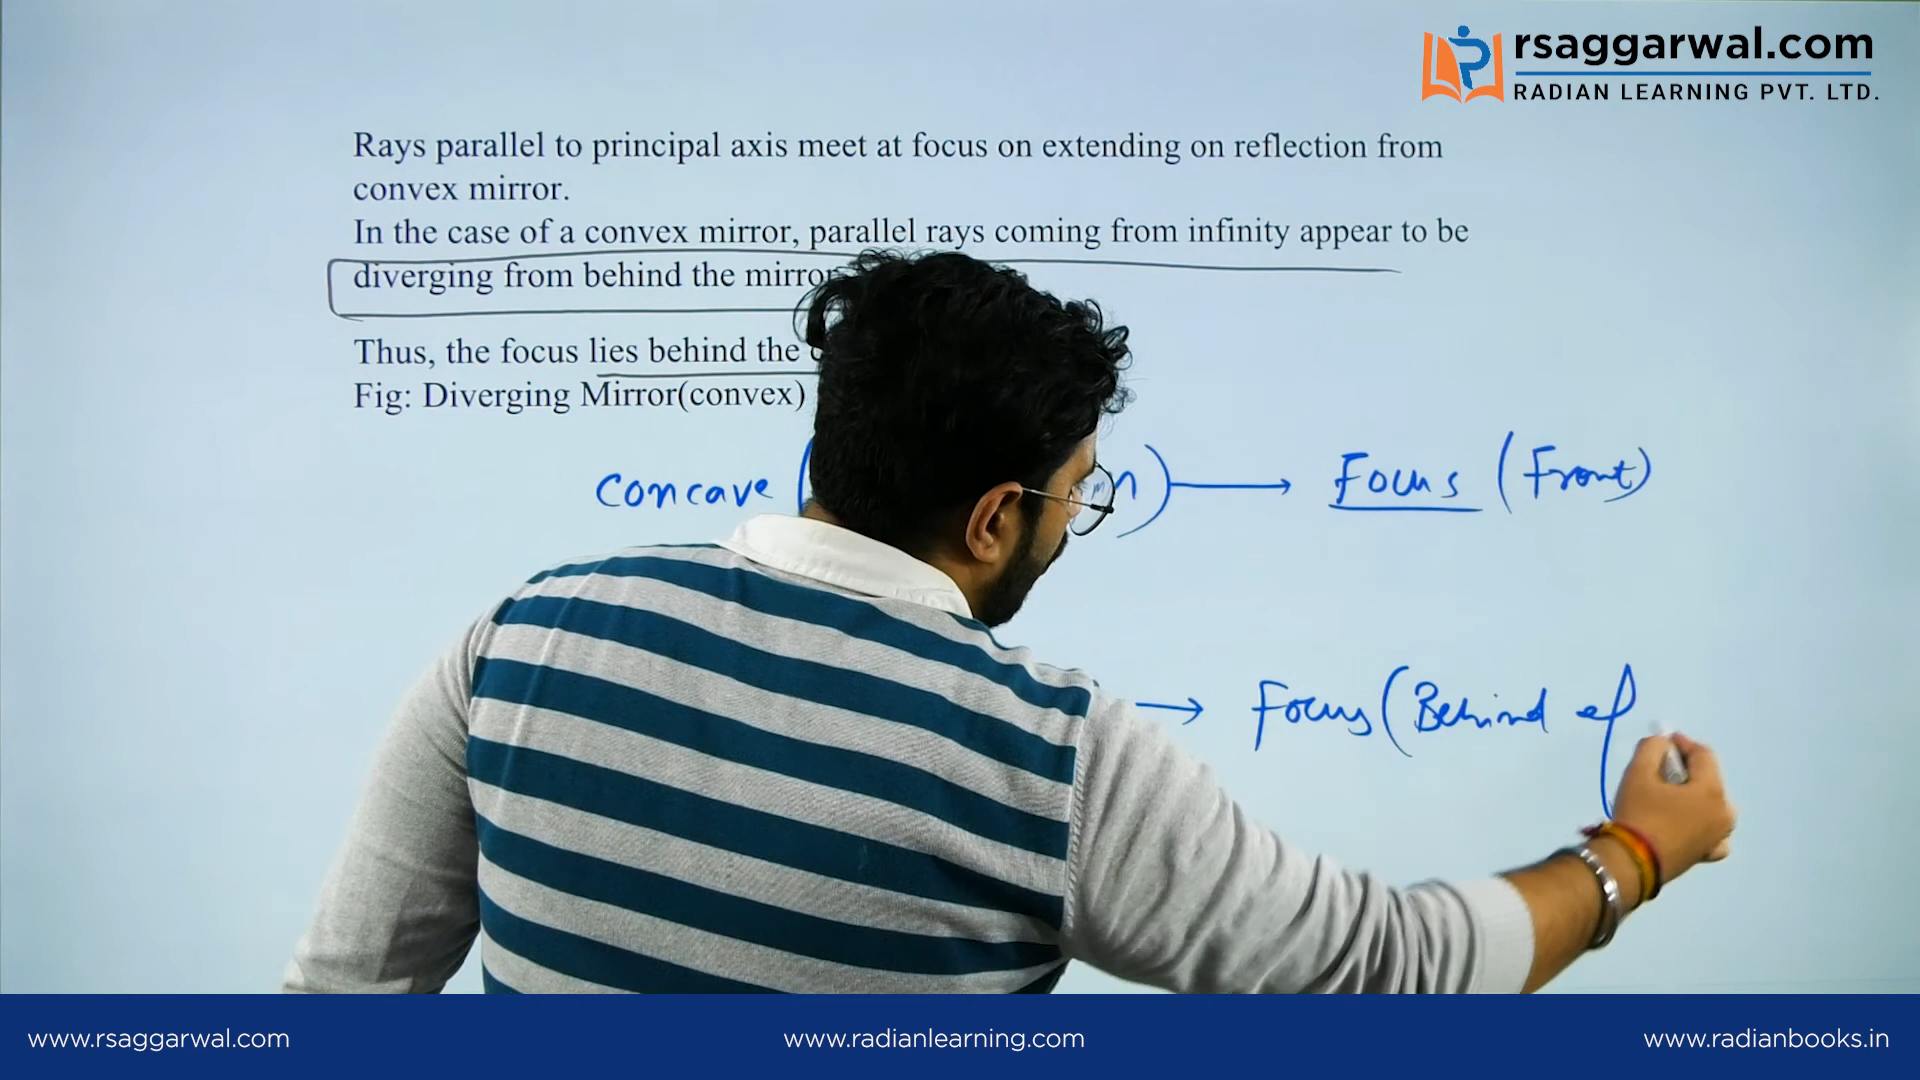 rsaggarwal.com
RADIAN LEARNING PVT. LTD.
Rays parallel to principal axis meet at focus on extending on reflection from
convex mirror.
In the case of a convex mirror, parallel rays coming from infinity appear to be
diverging from behind the mirror
Thus, the focus lies behind the
Fig: Diverging Mirror(convex)
concave ( ) → Focus (Front)
→ Focus (Behind of
www.rsaggarwal.com
www.radianlearning.com
www.radianbooks.in